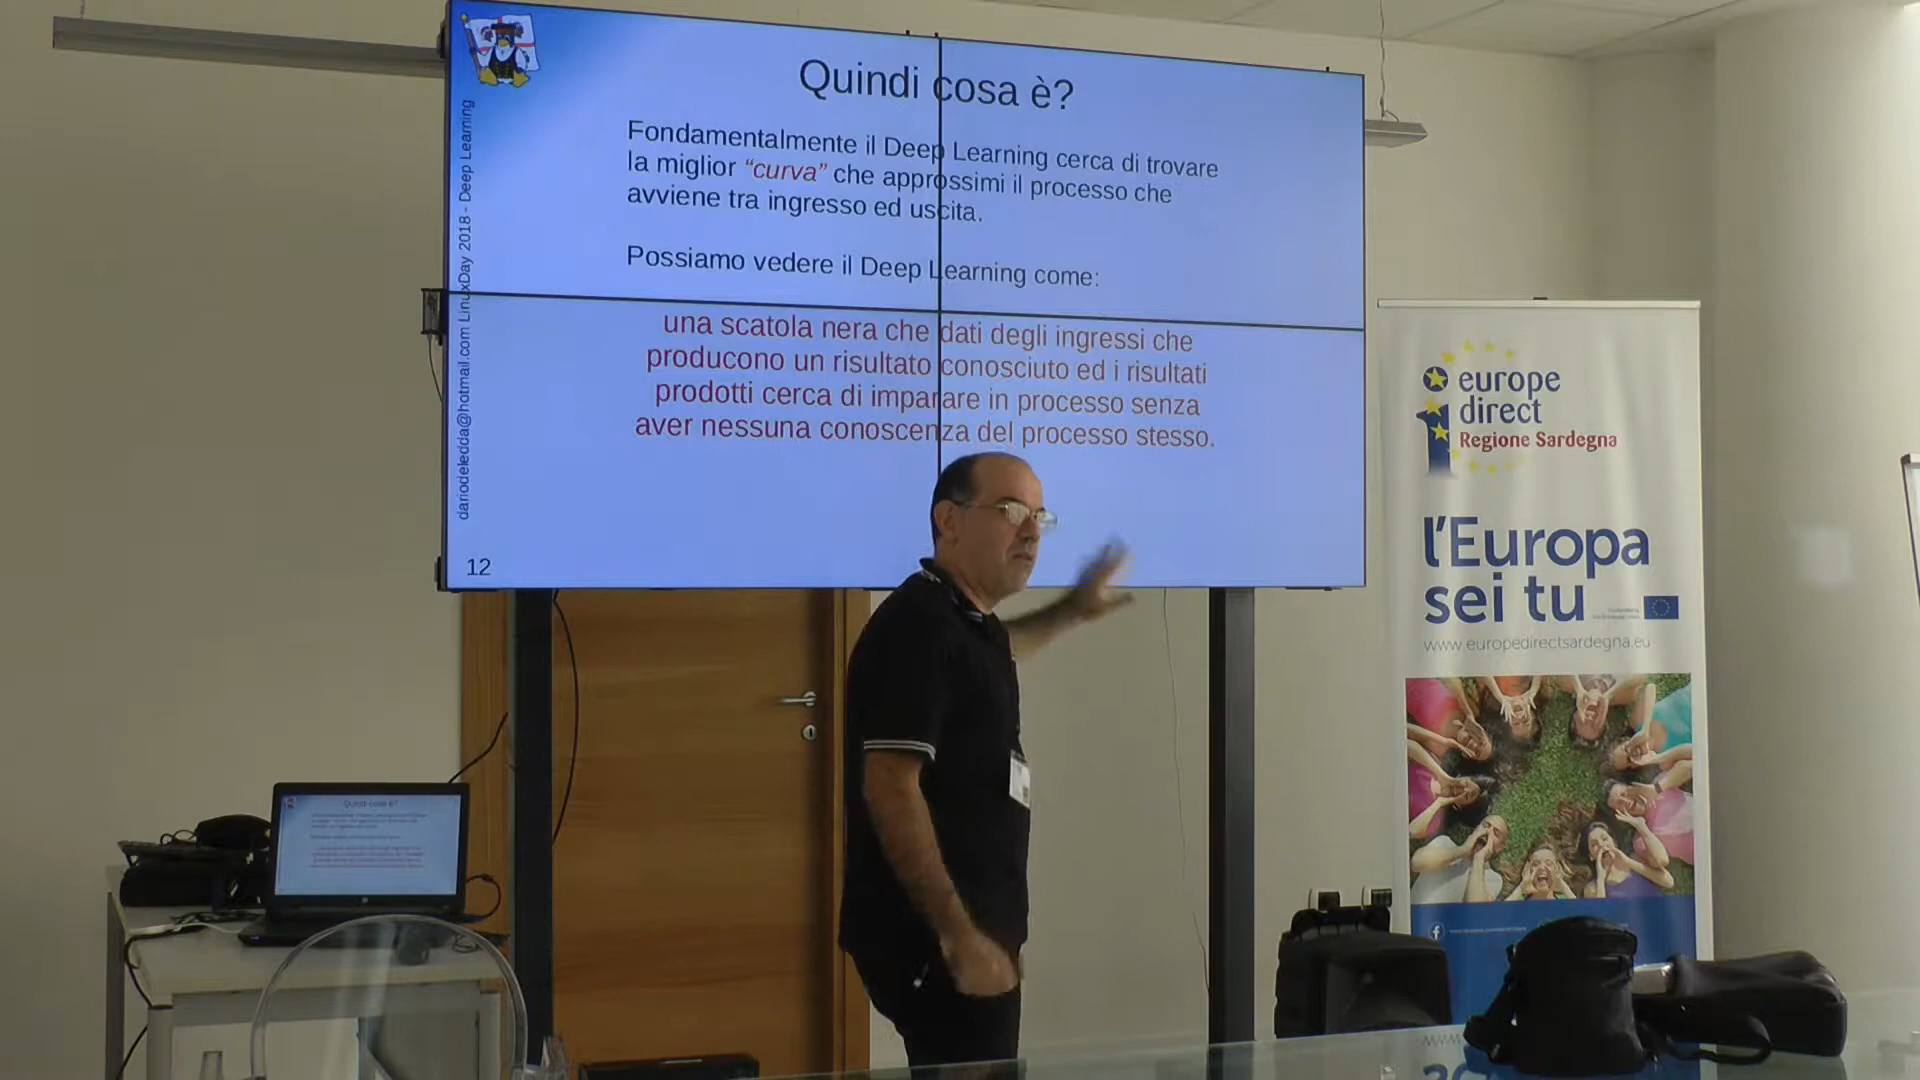 Quindi cosa è?
Fondamentalmente il Deep Learning cerca di trovare
la miglior “curva” che approssimi il processo che
avviene tra ingresso ed uscita.
Possiamo vedere il Deep Learning come:
una scatola nera che dati degli ingressi che
producono un risultato conosciuto ed i risultati
prodotti cerca di imparare in processo senza
aver nessuna conoscenza del processo stesso.
dariodeledda@hotmail.com LinuxDay 2018 - Deep Learning
12
europe
direct
Regione Sardegna
l'Europa
sei tu
www.europedirectsardegna.eu
Quindi cosa è?